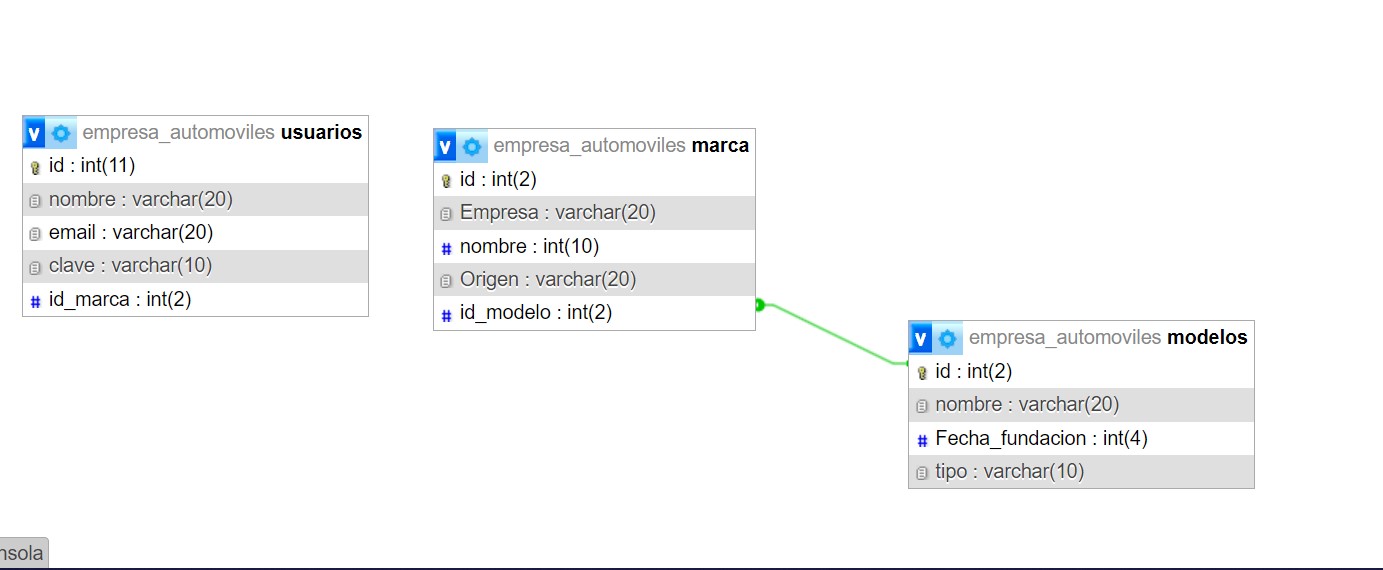 empresa_automoviles usuarios
id : int(11)
nombre : varchar(20)
email : varchar(20)
clave : varchar(10)
id_marca : int(2)
empresa_automoviles marca
id : int(2)
Empresa : varchar(20)
nombre : int(10)
Origen : varchar(20)
id_modelo : int(2)
empresa_automoviles modelos
id : int(2)
nombre : varchar(20)
Fecha_fundacion : int(4)
tipo : varchar(10)
nsola